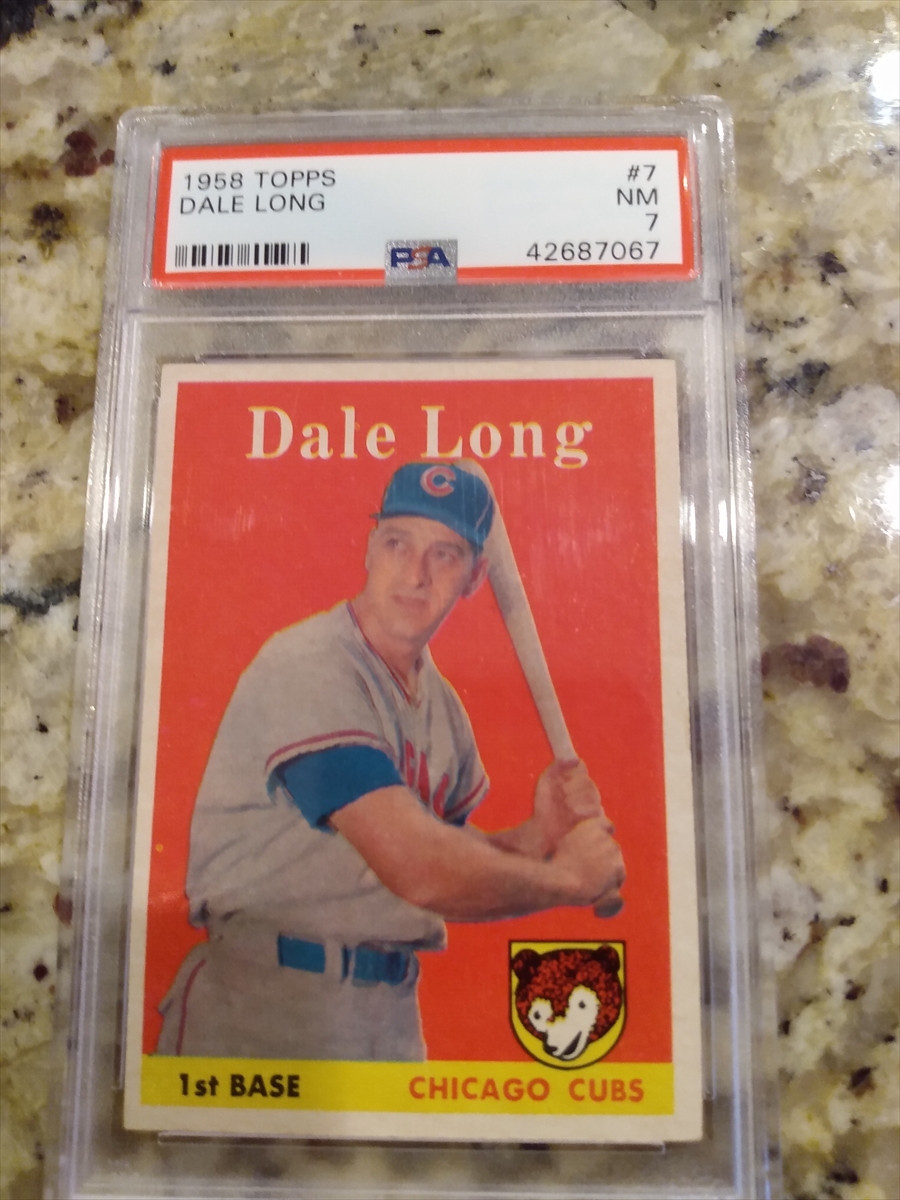 1958 TOPPS #7
DALE LONG NM
7
PSA 42687067
Dale Long
C
1st BASE CHICAGO CUBS